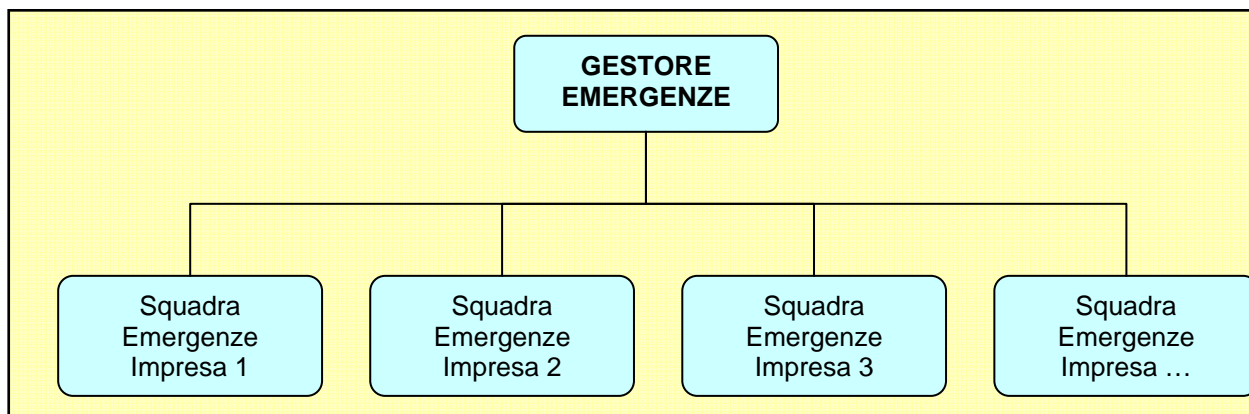 GESTORE
EMERGENZE
Squadra
Emergenze
Impresa 1
Squadra
Emergenze
Impresa 2
Squadra
Emergenze
Impresa 3
Squadra
Emergenze
Impresa …